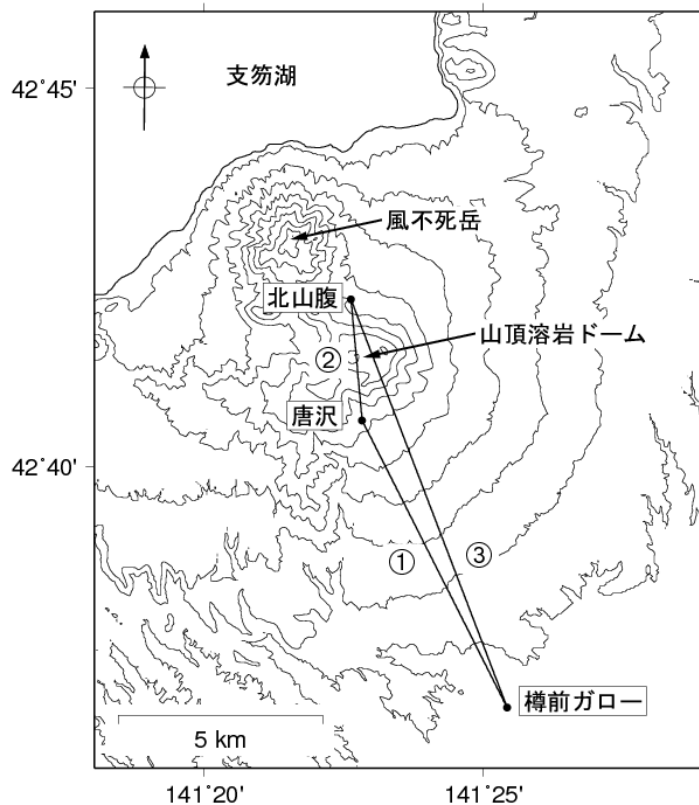 42°45'
支笏湖
風不死岳
北山腹
山頂溶岩ドーム
②
唐沢
42°40'
①
③
樽前ガロー
5 km
141°20'
141°25'